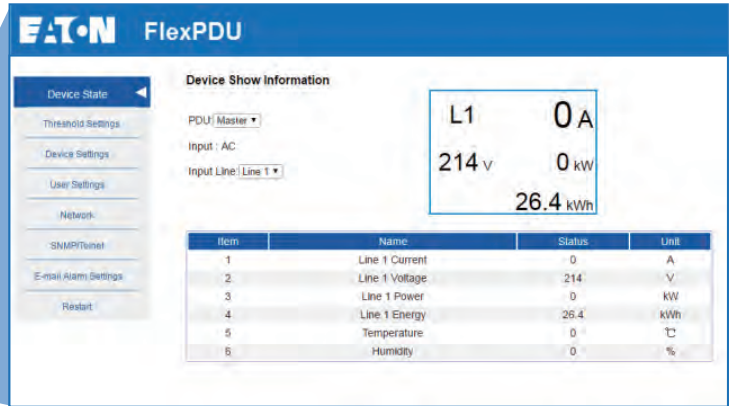 EATON FlexPDU
Device State
Threshold Settings
Device Settings
User Settings
Network
SNMP/Telnet
E-mail Alarm Settings
Restart
Device Show Information
PDU: Master
Input : AC
Input Line: Line 1
L1 0 A
214 V 0 kW
26.4 kWh
Item Name Status Unit
1 Line 1 Current 0 A
2 Line 1 Voltage 214 V
3 Line 1 Power 0 kW
4 Line 1 Energy 26.4 kWh
5 Temperature 0 ℃
6 Humidity 0 %